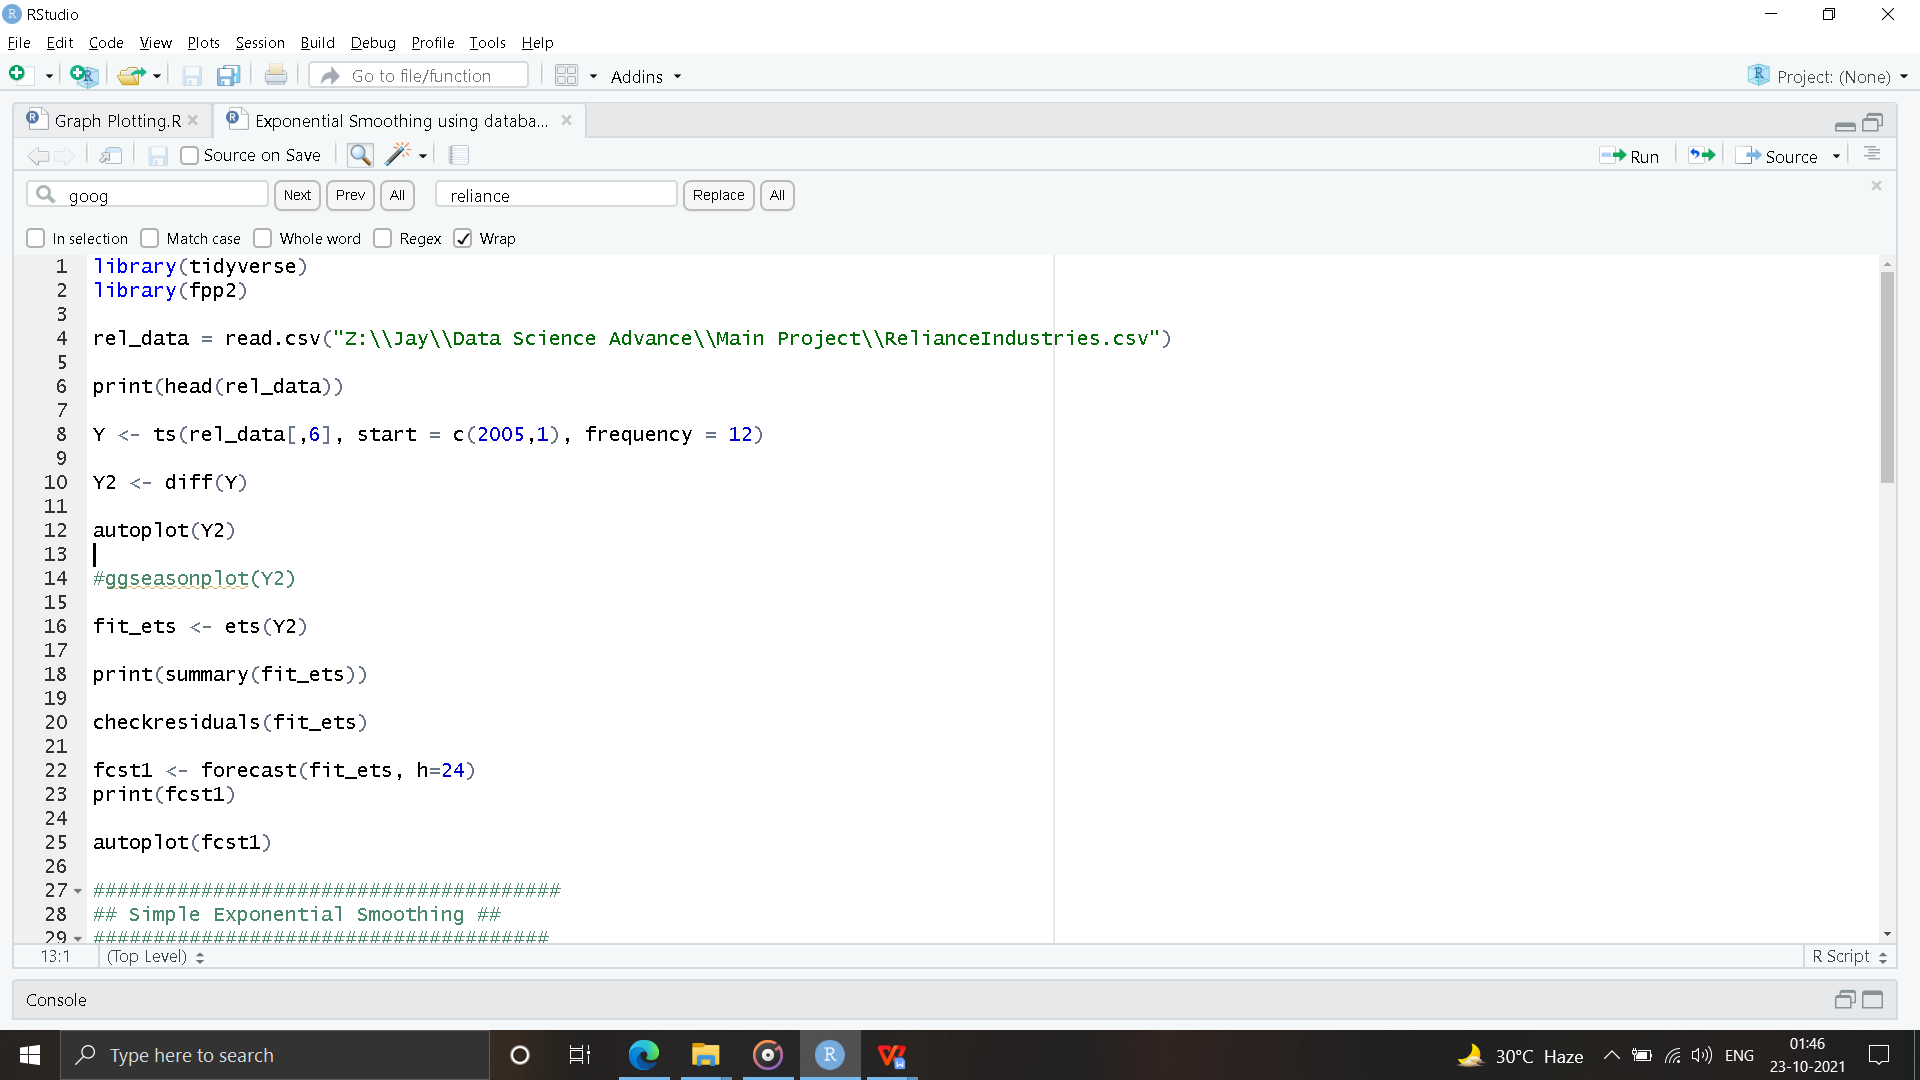 RStudio
File Edit Code View Plots Session Build Debug Profile Tools Help
Go to file/function Addins Project: (None)
Graph Plotting.R Exponential Smoothing using databa...
Source on Save Run Source
goog Next Prev All reliance Replace All
In selection Match case Whole word Regex Wrap
1 library(tidyverse)
2 library(fpp2)
3
4 rel_data = read.csv("Z:\\Jay\\Data Science Advance\\Main Project\\RelianceIndustries.csv")
5
6 print(head(rel_data))
7
8 Y <- ts(rel_data[,6], start = c(2005,1), frequency = 12)
9
10 Y2 <- diff(Y)
11
12 autoplot(Y2)
13
14 #ggseasonplot(Y2)
15
16 fit_ets <- ets(Y2)
17
18 print(summary(fit_ets))
19
20 checkresiduals(fit_ets)
21
22 fcst1 <- forecast(fit_ets, h=24)
23 print(fcst1)
24
25 autoplot(fcst1)
26
27 #######################################
28 ## Simple Exponential Smoothing ##
29 ######################################
13:1 (Top Level) R Script
Console
Type here to search 30°C Haze ENG 01:46
23-10-2021